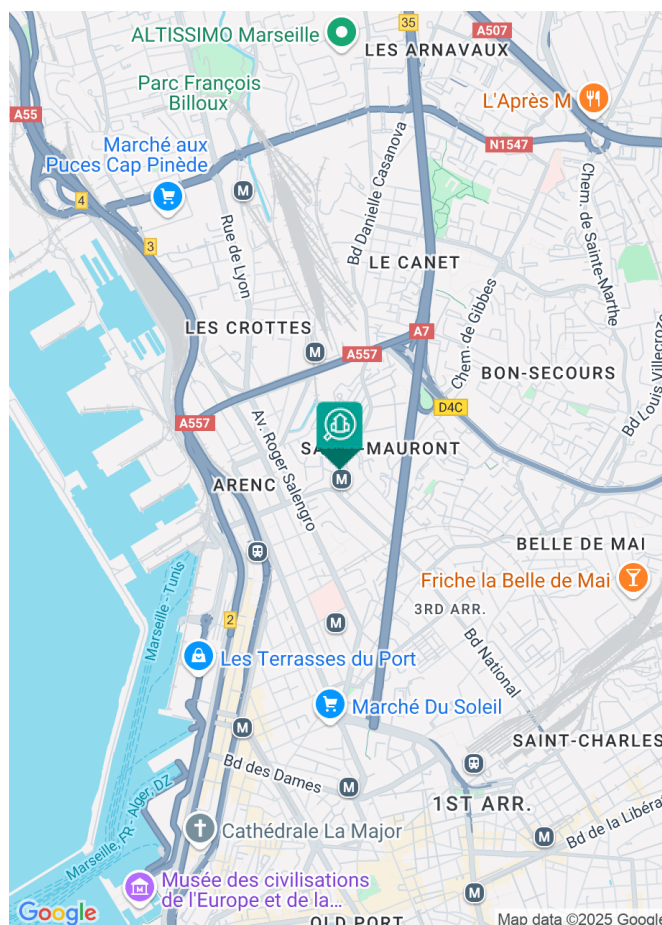 ALTISSIMO Marseille
35
A507
LES ARNAVAUX
Parc François
Billoux
L'Après M
A55
Marché aux
Puces Cap Pinède
N1547
M
4
Rue de Lyon
Bd Danielle Casanova
Chem. de Sainte-Marthe
3
LE CANET
Chem. de Gibbes
LES CROTTES
A7
M
A557
BON-SECOURS
Bd Louis Villecroze
D4C
A557
Av. Roger Salengro
MAURONT
M
ARENC
BELLE DE MAI
Friche la Belle de Mai
Marseille - Tunis
3RD ARR.
2
M
Bd National
Les Terrasses du Port
Marché Du Soleil
M
SAINT-CHARLES
Bd des Dames
M
1ST ARR.
Marseille, FR - Alger, DZ
Cathédrale La Major
M
Bd de la Libéra
Musée des civilisations
de l'Europe et de la...
M
OLD PORT
Google
Map data ©2025 Google